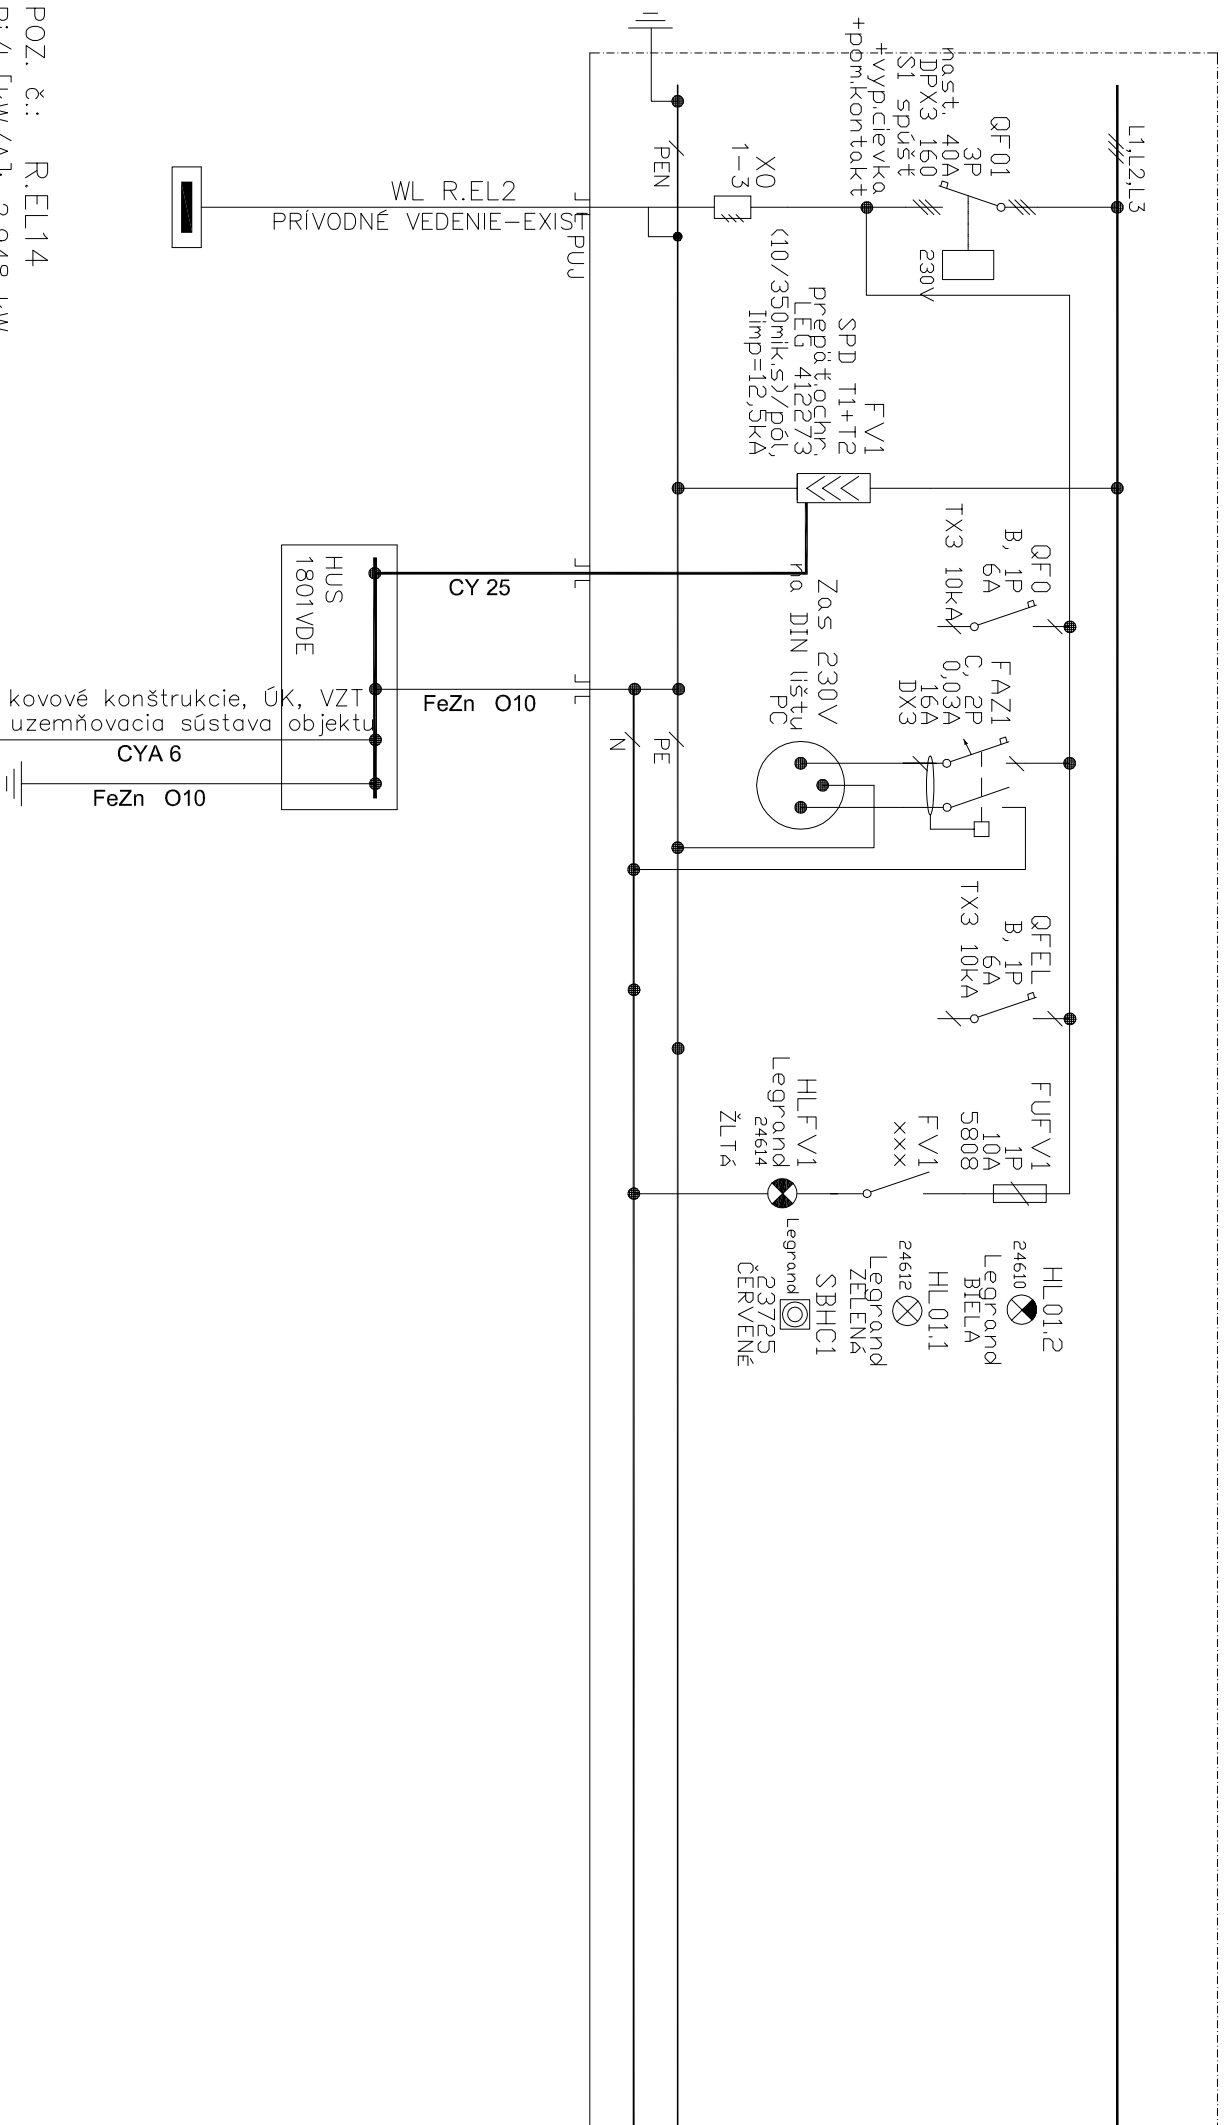 L1,L2,L3
QF01
3P
nast. 40A
DPX3 160
S1 spúšť
+vyp.cievka
+pom.kontakt
230V
X0
1-3
PEN
WL R.EL2
PRÍVODNÉ VEDENIE-EXIST
PUJ
FV1
SPD T1+T2
prepäť.ochr.
LEG 412273
(10/350mik.s)/pól,
Iimp=12,5kA
QF0
B, 1P
6A
TX3 10kA
FAZ1
C, 2P
0,03A
16A
DX3
Zas 230V
na DIN lištu
PC
PE
N
QFEL
B, 1P
6A
TX3 10kA
FUFV1
1P
10A
5808
FV1
xxx
HLFV1
Legrand
24614
ŽLTÁ
HL01.2
24610
Legrand
BIELA
HL01.1
24612
Legrand
ZELENÁ
SBHC1
Legrand
23725
ČERVENÉ
HUS
1801VDE
CY 25
FeZn O10
kovové konštrukcie, ÚK, VZT
uzemňovacia sústava objektu
CYA 6
FeZn O10
POZ. č.: R.EL14